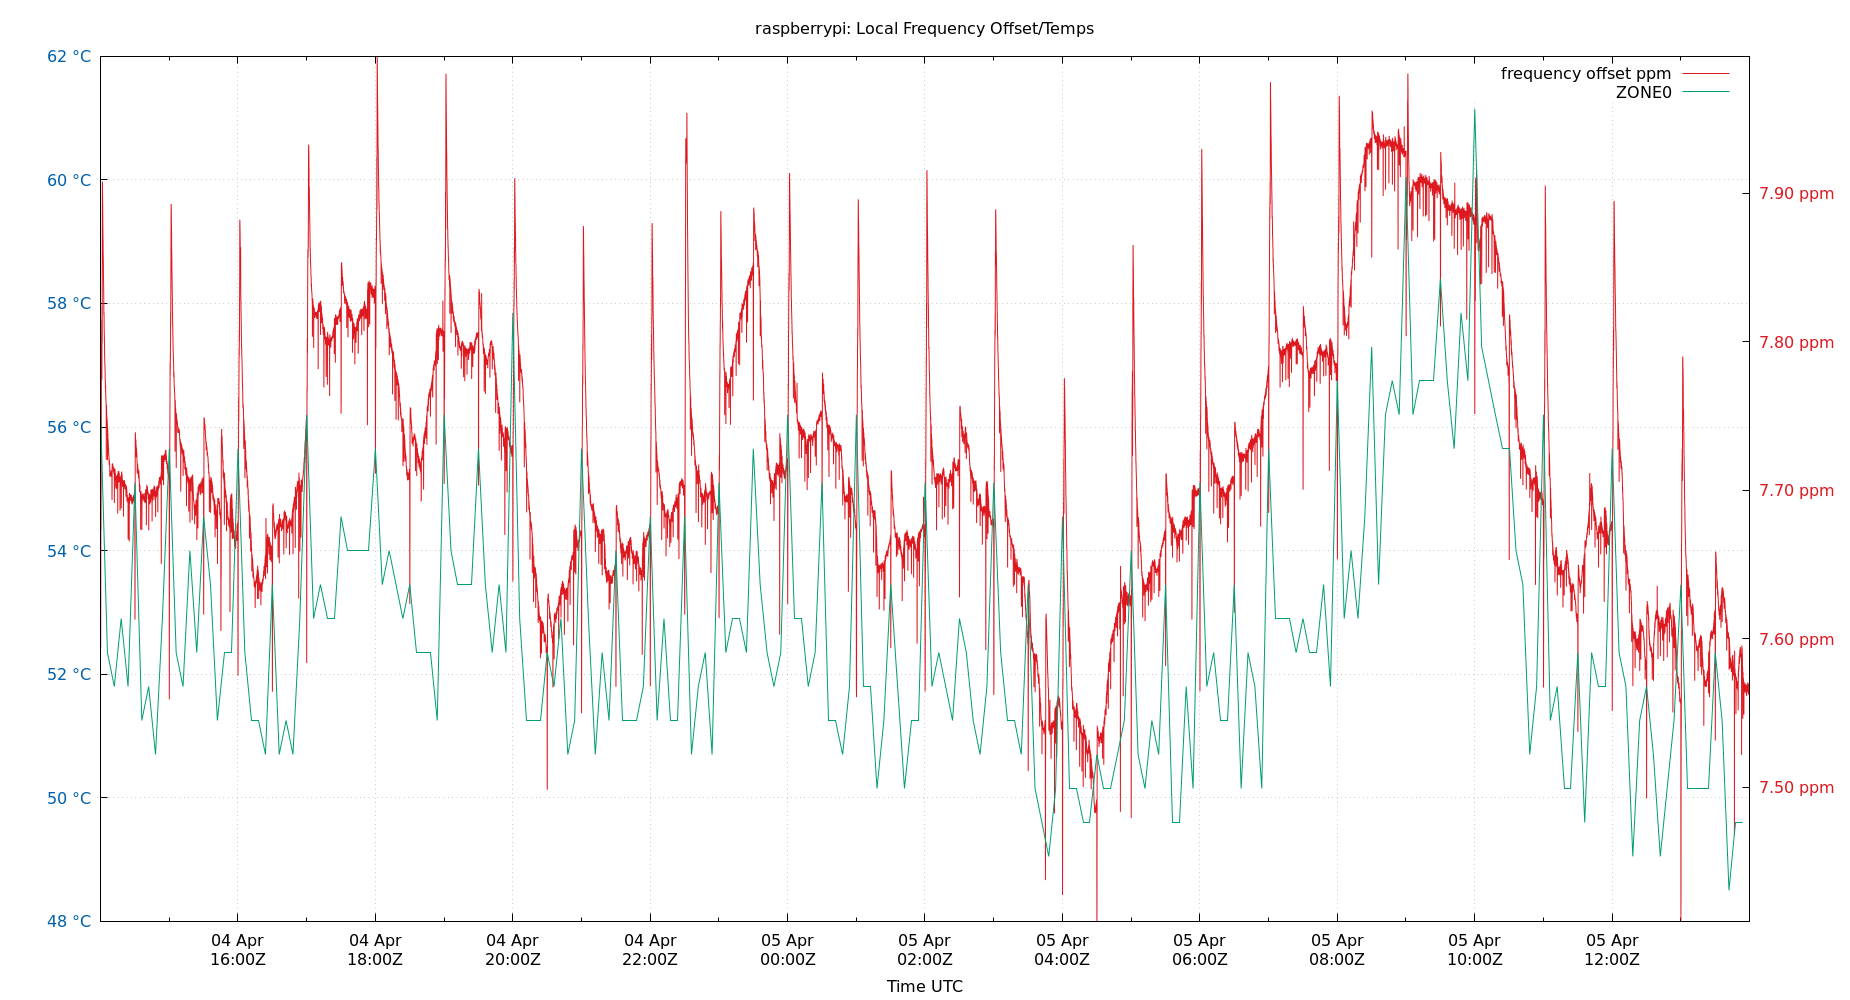 raspberrypi: Local Frequency Offset/Temps
frequency offset ppm
ZONE0
62 °C
60 °C
58 °C
56 °C
54 °C
52 °C
50 °C
48 °C
7.90 ppm
7.80 ppm
7.70 ppm
7.60 ppm
7.50 ppm
04 Apr 04 Apr 04 Apr 04 Apr 05 Apr 05 Apr 05 Apr 05 Apr 05 Apr 05 Apr 05 Apr
16:00Z 18:00Z 20:00Z 22:00Z 00:00Z 02:00Z 04:00Z 06:00Z 08:00Z 10:00Z 12:00Z
Time UTC